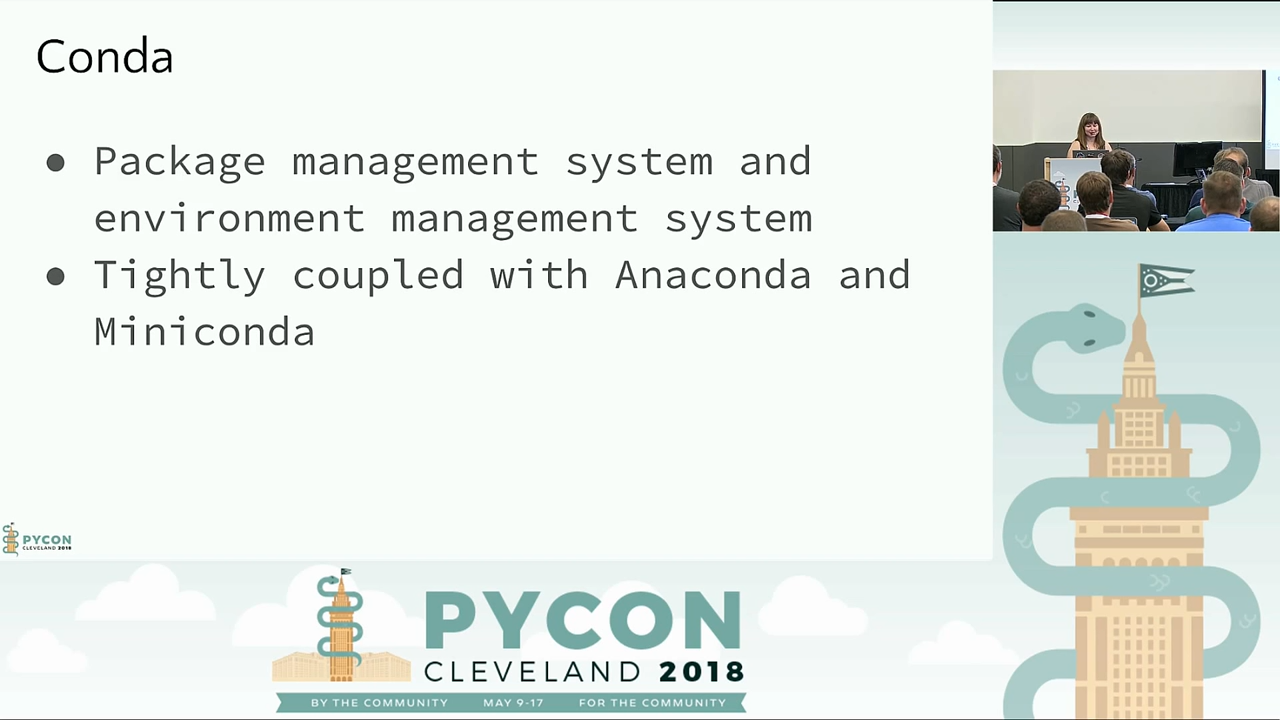 Conda
● Package management system and
environment management system
● Tightly coupled with Anaconda and
Miniconda
PYCON
CLEVELAND 2018
PYCON
CLEVELAND 2018
BY THE COMMUNITY MAY 9-17 FOR THE COMMUNITY